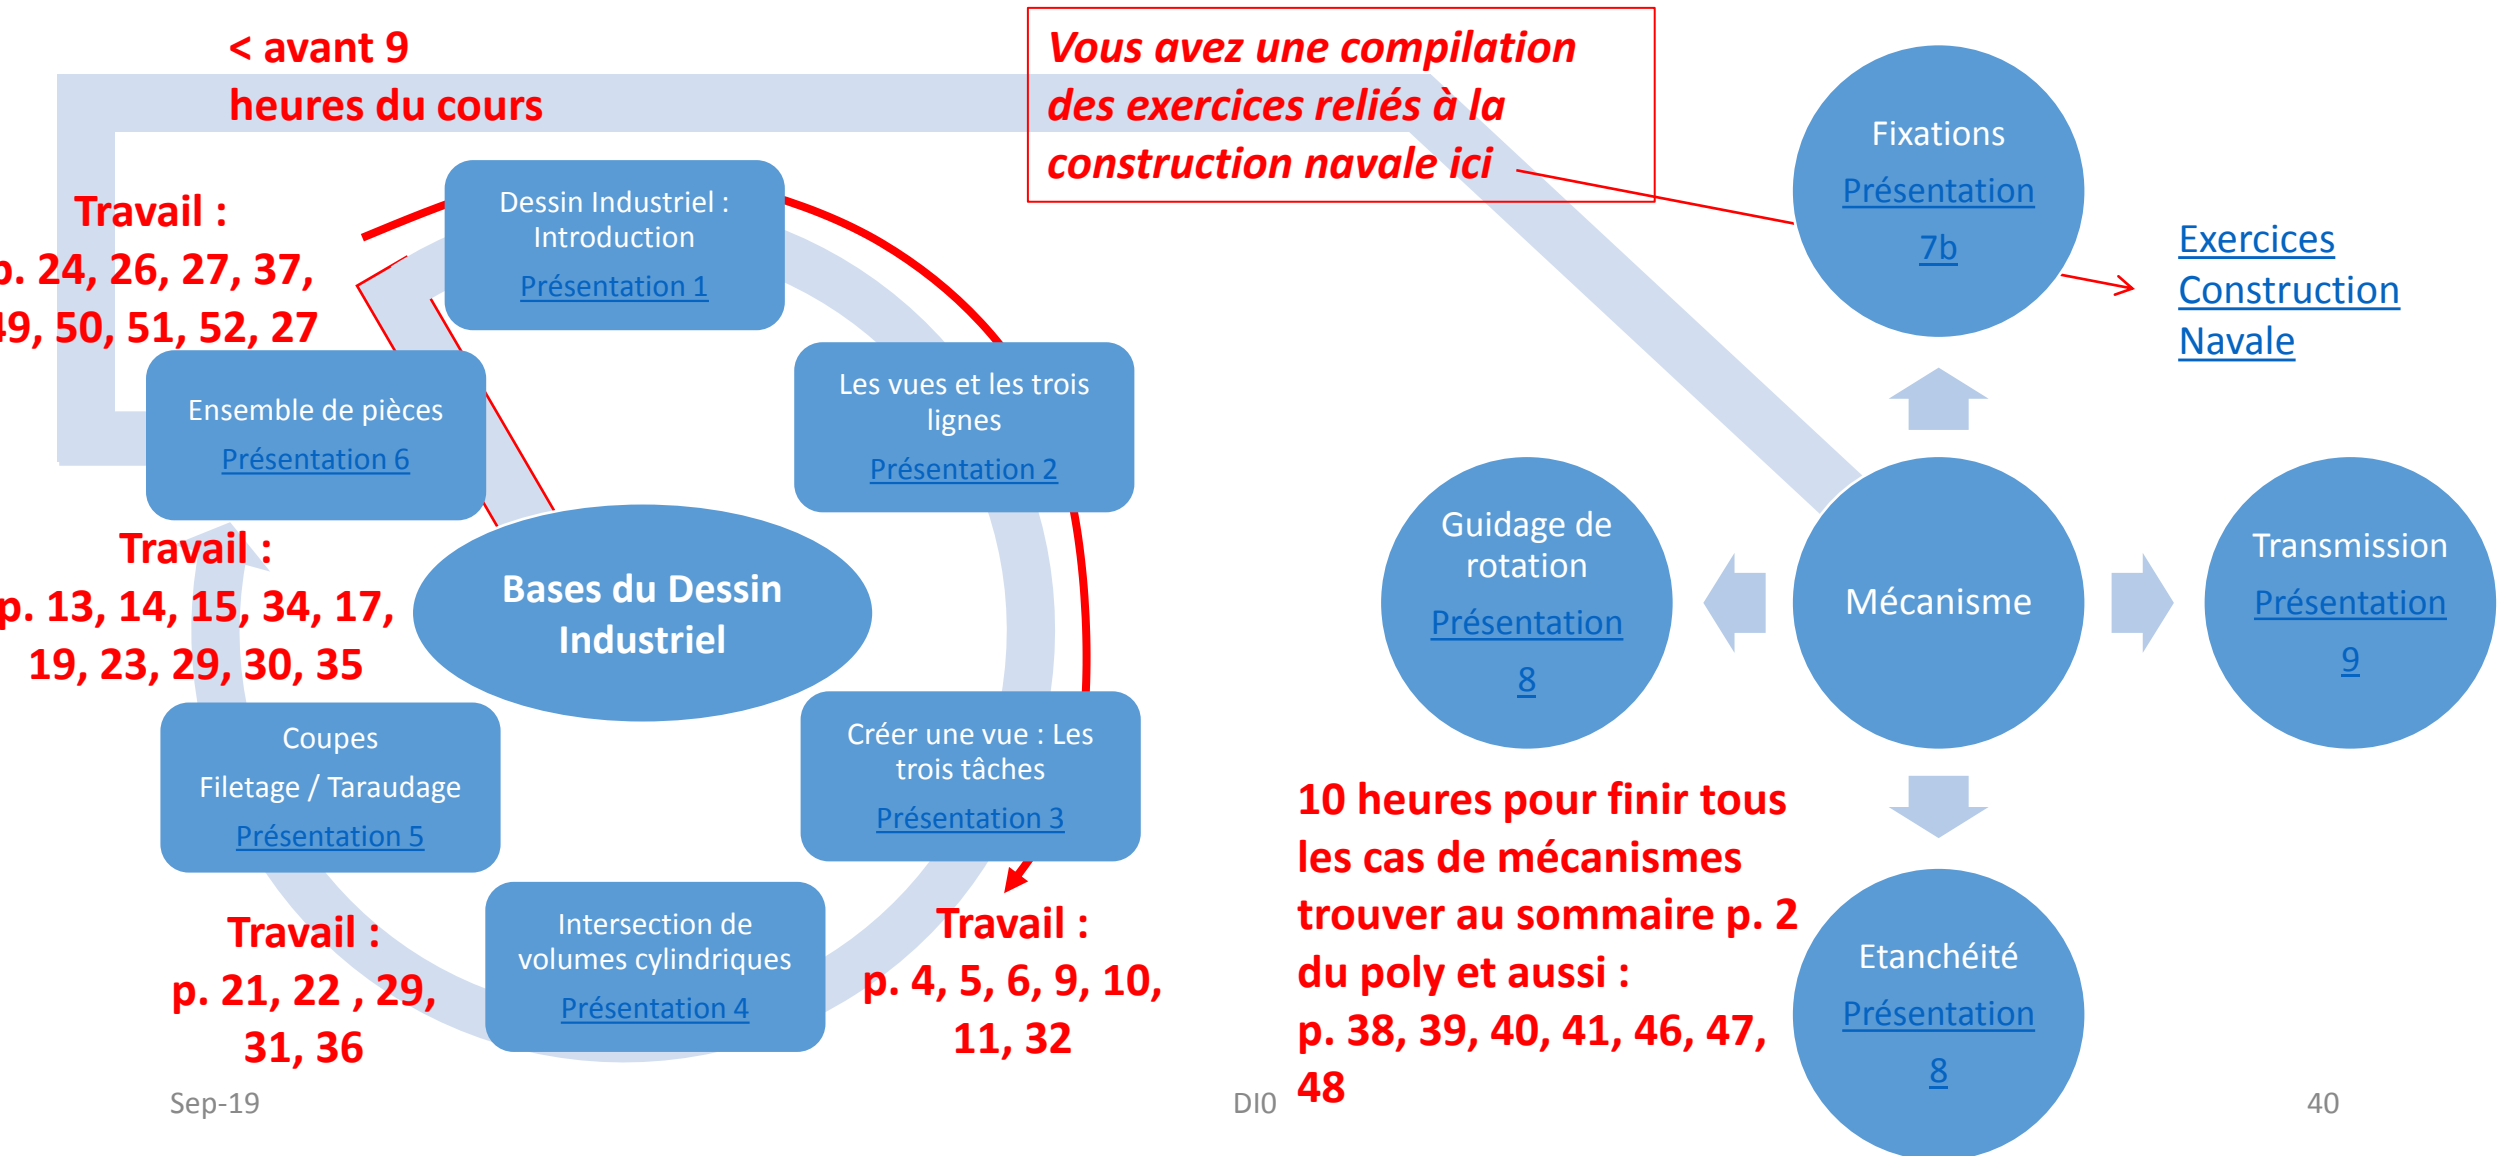 < avant 9
heures du cours
Vous avez une compilation
des exercices reliés à la
construction navale ici
Travail :
p. 24, 26, 27, 37,
49, 50, 51, 52, 27
Dessin Industriel :
Introduction
Présentation 1
Les vues et les trois
lignes
Présentation 2
Ensemble de pièces
Présentation 6
Travail :
p. 13, 14, 15, 34, 17,
19, 23, 29, 30, 35
Bases du Dessin
Industriel
Coupes
Filetage / Taraudage
Présentation 5
Créer une vue : Les
trois tâches
Présentation 3
Travail :
p. 21, 22 , 29,
31, 36
Intersection de
volumes cylindriques
Présentation 4
Travail :
p. 4, 5, 6, 9, 10,
11, 32
Fixations
Présentation
7b
Exercices
Construction
Navale
Guidage de
rotation
Présentation
8
Mécanisme
Transmission
Présentation
9
10 heures pour finir tous
les cas de mécanismes
trouver au sommaire p. 2
du poly et aussi :
p. 38, 39, 40, 41, 46, 47,
48
Etanchéité
Présentation
8
Sep-19
DI0
40